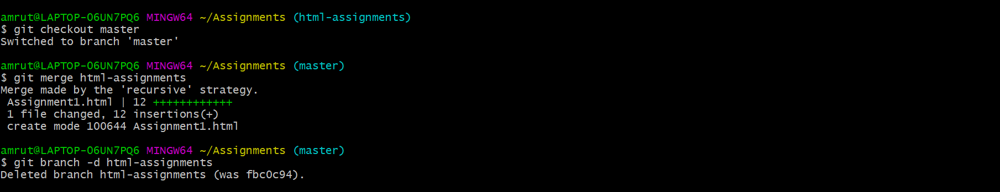 amrut@LAPTOP-O6UN7PQ6 MINGW64 ~/Assignments (html-assignments)
$ git checkout master
Switched to branch 'master'
amrut@LAPTOP-O6UN7PQ6 MINGW64 ~/Assignments (master)
$ git merge html-assignments
Merge made by the 'recursive' strategy.
 Assignment1.html | 12 ++++++++++++
 1 file changed, 12 insertions(+)
 create mode 100644 Assignment1.html
amrut@LAPTOP-O6UN7PQ6 MINGW64 ~/Assignments (master)
$ git branch -d html-assignments
Deleted branch html-assignments (was fbc0c94).